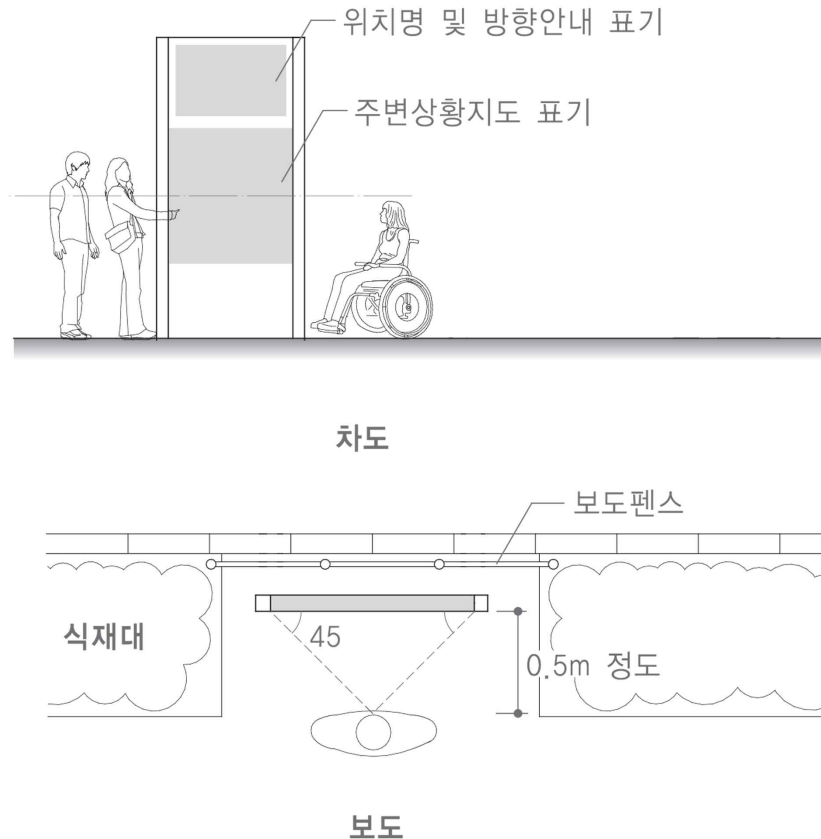 위치명 및 방향안내 표기
주변상황지도 표기
차도
보도펜스
식재대
45
0.5m 정도
보도